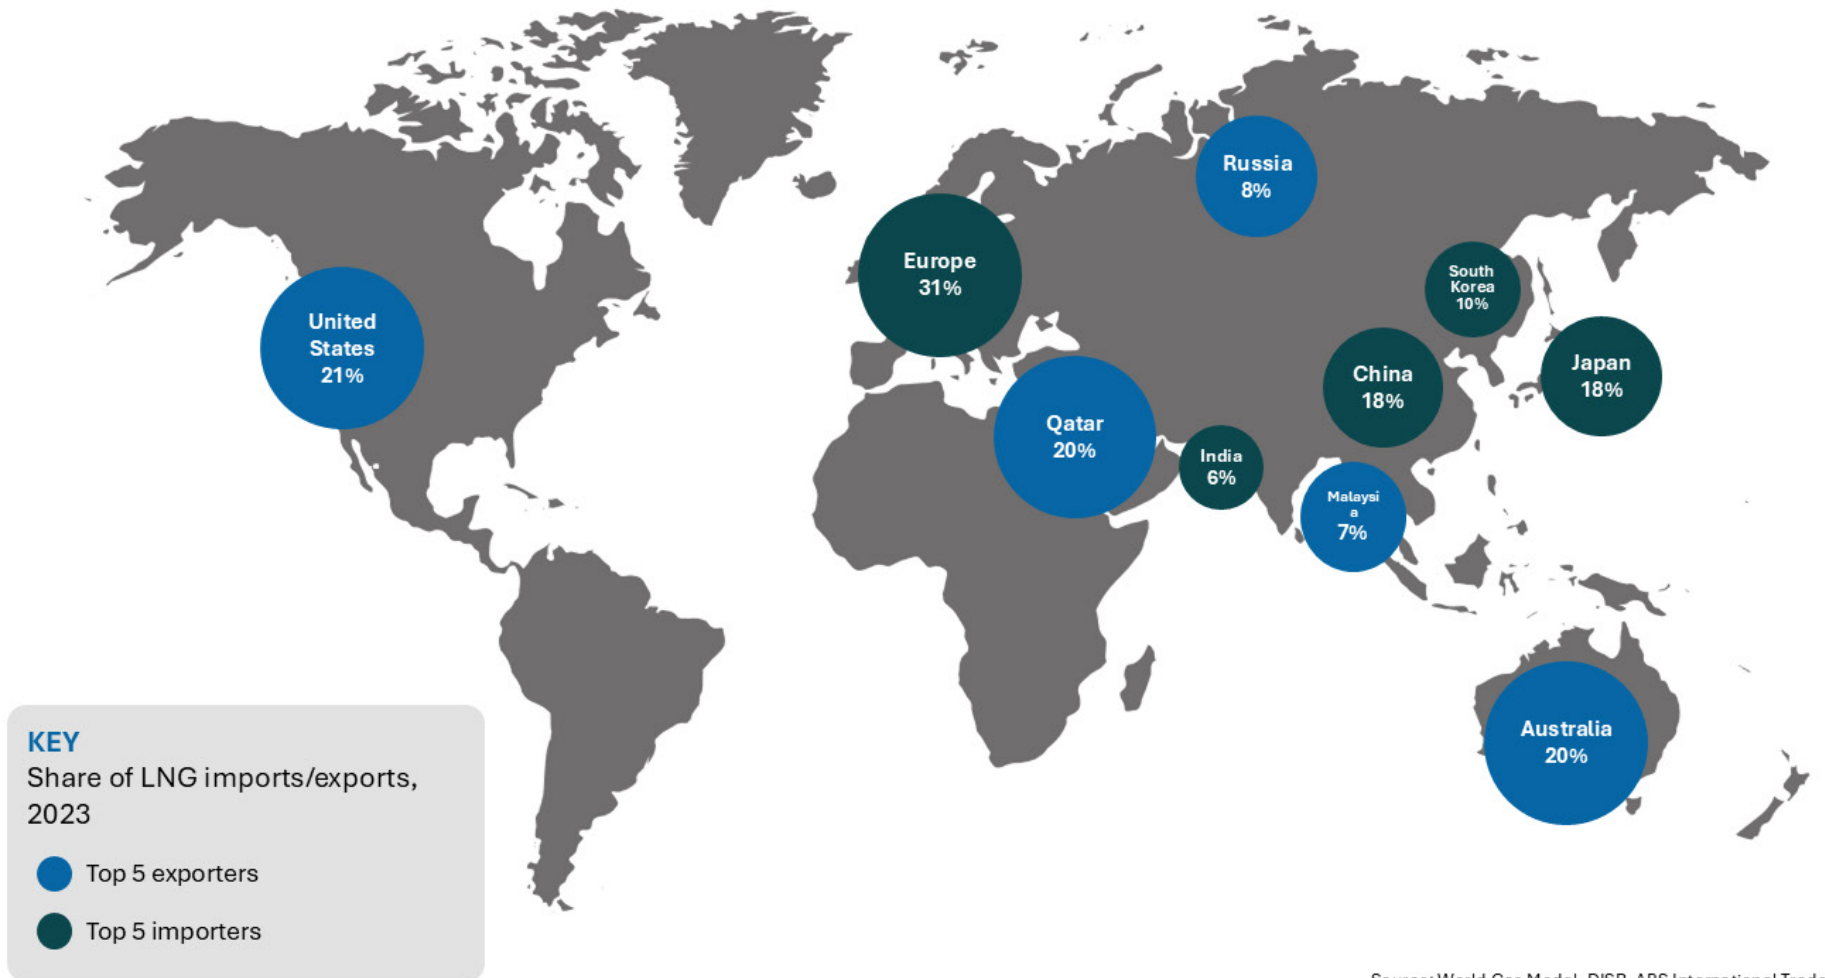 Russia
8%
Europe
31%
South
Korea
10%
United
States
21%
Japan
18%
China
18%
Qatar
20%
India
6%
Malaysi
a
7%
Australia
20%
KEY
Share of LNG imports/exports,
2023
Top 5 exporters
Top 5 importers